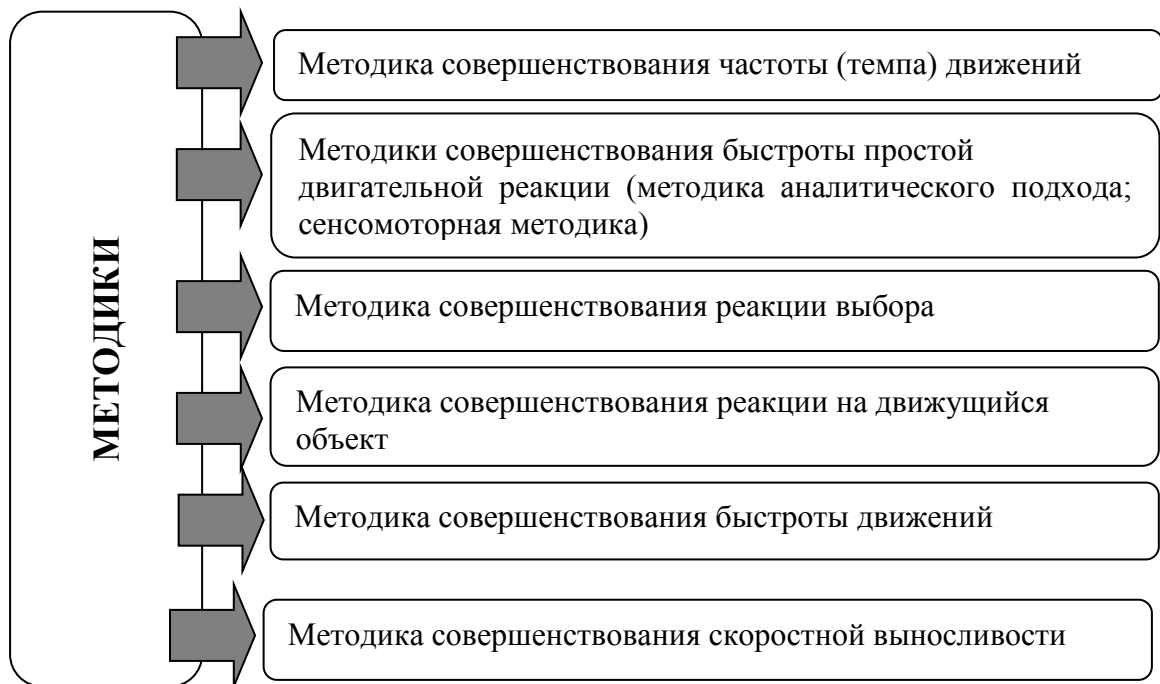 МЕТОДИКИ
Методика совершенствования частоты (темпа) движений
Методики совершенствования быстроты простой
двигательной реакции (методика аналитического подхода;
сенсомоторная методика)
Методика совершенствования реакции выбора
Методика совершенствования реакции на движущийся
объект
Методика совершенствования быстроты движений
Методика совершенствования скоростной выносливости